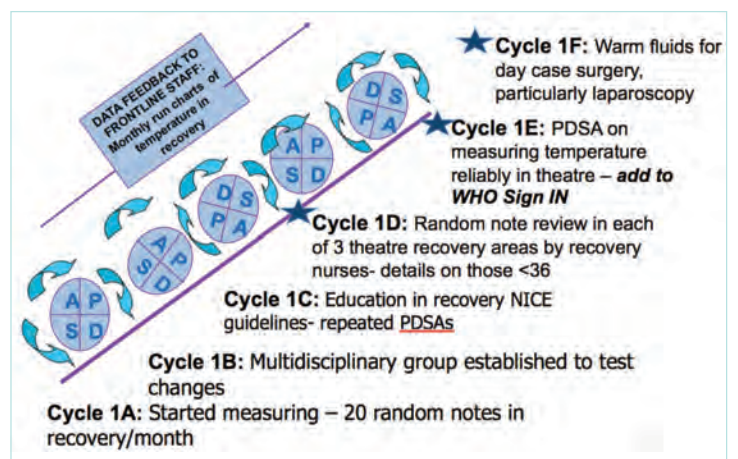 DATA FEEDBACK TO
FRONTLINE STAFF:
Monthly run charts of
temperature in
recovery
D S
P A
A P
S D
D S
P A
A P
S D
A P
S D
Cycle 1F: Warm fluids for
day case surgery,
particularly laparoscopy
Cycle 1E: PDSA on
measuring temperature
reliably in theatre – add to
WHO Sign IN
Cycle 1D: Random note review in each
of 3 theatre recovery areas by recovery
nurses- details on those <36
Cycle 1C: Education in recovery NICE
guidelines- repeated PDSAs
Cycle 1B: Multidisciplinary group established to test
changes
Cycle 1A: Started measuring – 20 random notes in
recovery/month